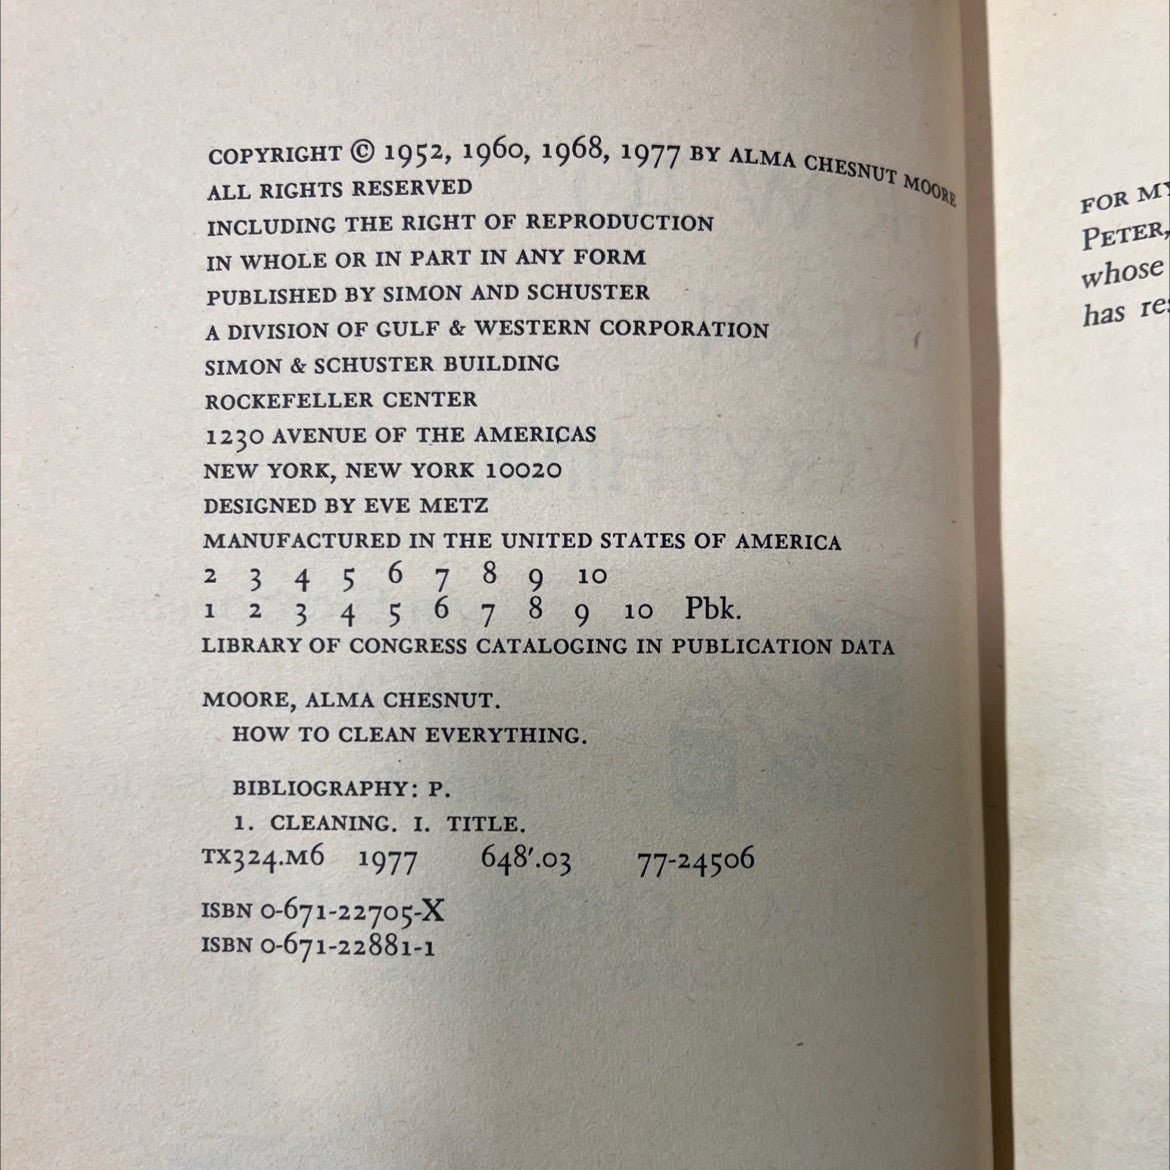 COPYRIGHT © 1952, 1960, 1968, 1977 BY ALMA CHESNUT MOORE
ALL RIGHTS RESERVED
INCLUDING THE RIGHT OF REPRODUCTION
IN WHOLE OR IN PART IN ANY FORM
PUBLISHED BY SIMON AND SCHUSTER
A DIVISION OF GULF & WESTERN CORPORATION
SIMON & SCHUSTER BUILDING
ROCKEFELLER CENTER
1230 AVENUE OF THE AMERICAS
NEW YORK, NEW YORK 10020
DESIGNED BY EVE METZ
MANUFACTURED IN THE UNITED STATES OF AMERICA
2 3 4 5 6 7 8 9 10
1 2 3 4 5 6 7 8 9 10 Pbk.
LIBRARY OF CONGRESS CATALOGING IN PUBLICATION DATA
MOORE, ALMA CHESNUT.
HOW TO CLEAN EVERYTHING.
BIBLIOGRAPHY: P.
1. CLEANING. I. TITLE.
TX324.M6 1977 648'.03 77-24506
ISBN 0-671-22705-X
ISBN 0-671-22881-1
FOR MY
PETER,
whose
has